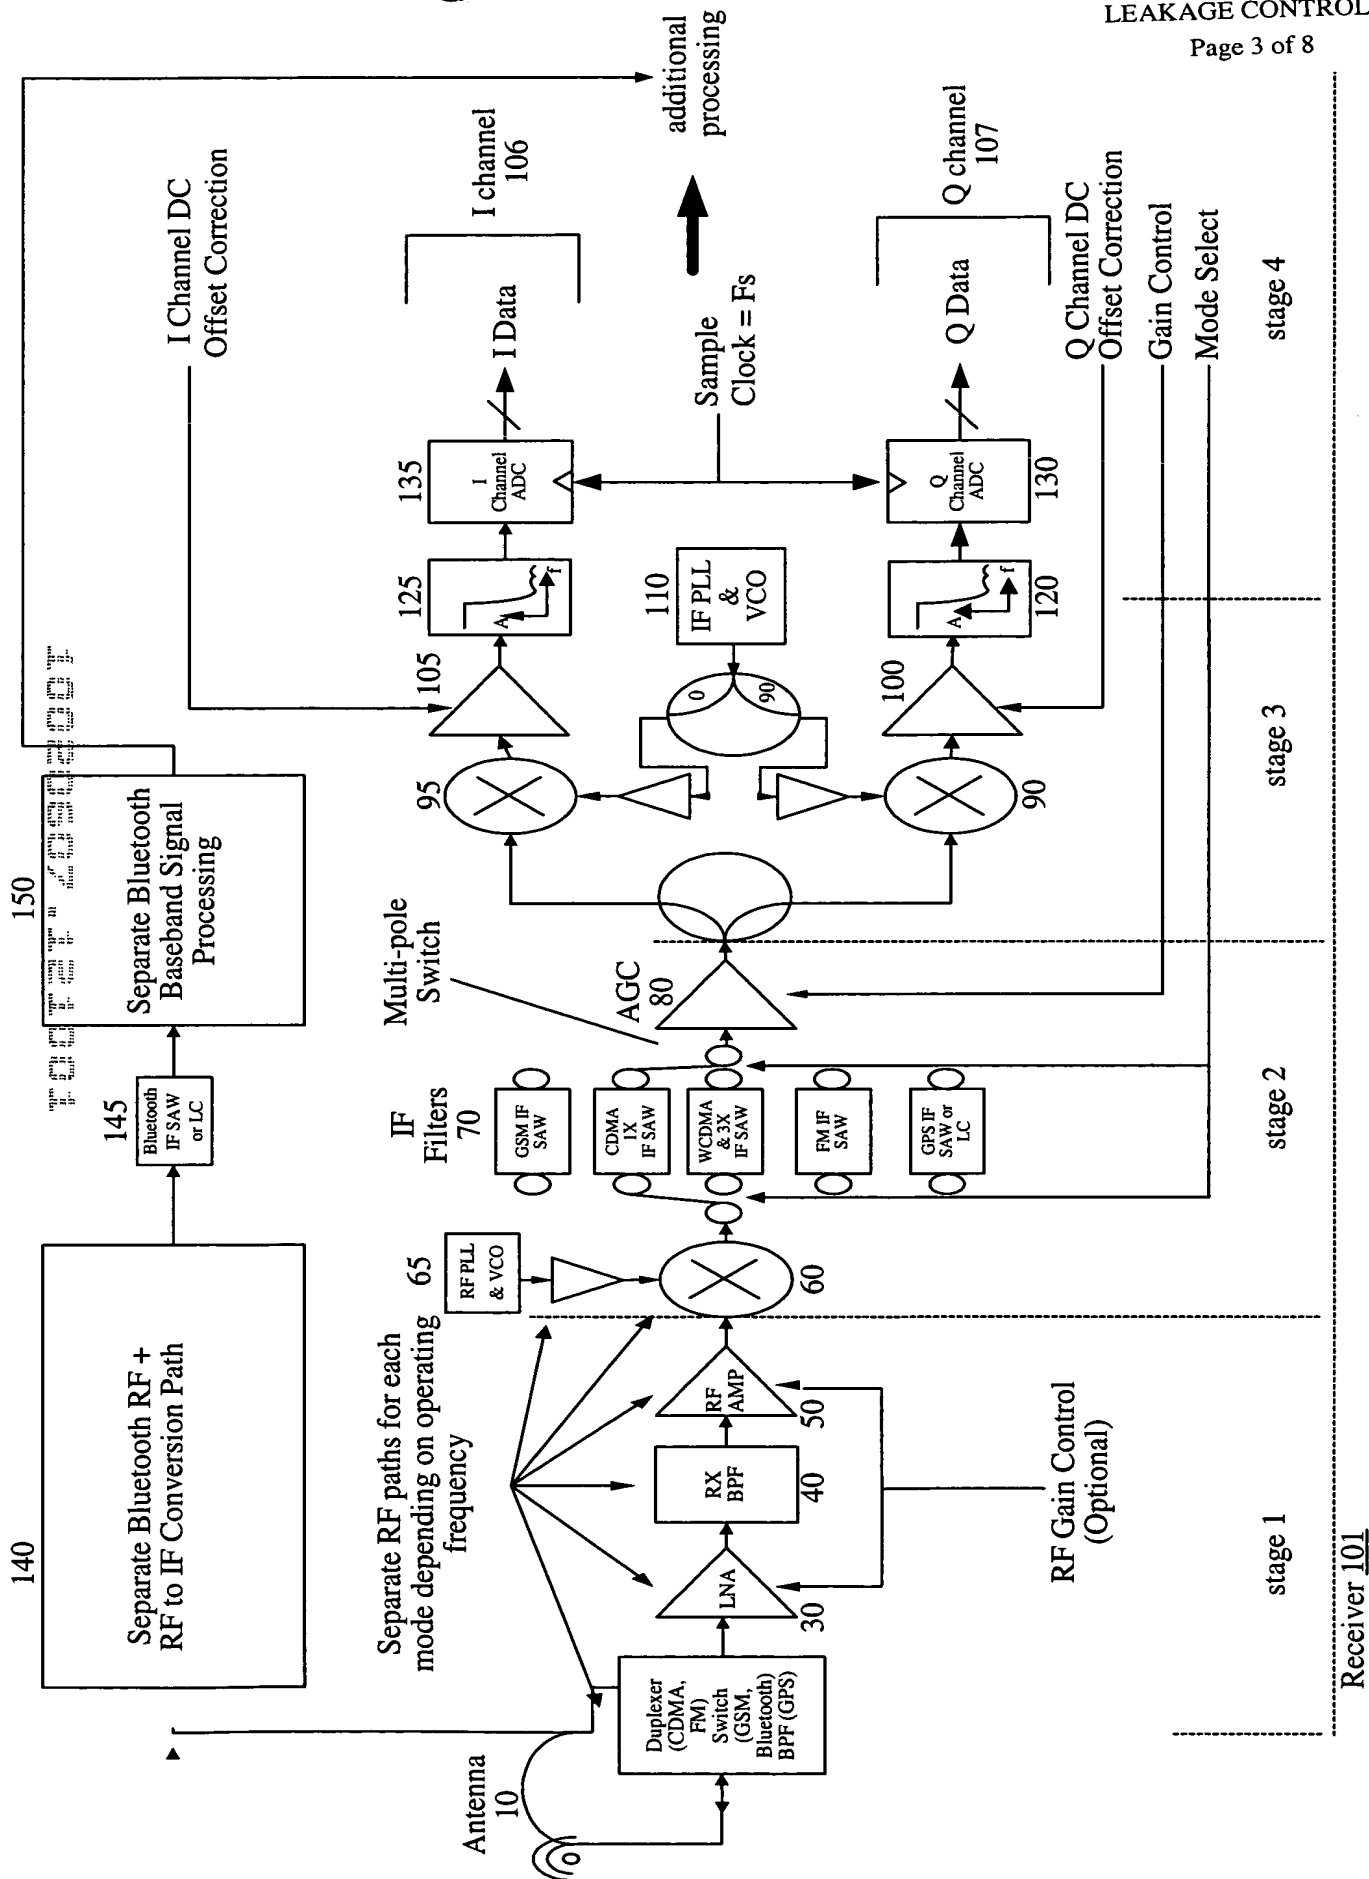 LEAKAGE CONTROL
Page 3 of 8
140
Separate Bluetooth RF +
RF to IF Conversion Path
145
Bluetooth
IF SAW
or LC
150
Separate Bluetooth
Baseband Signal
Processing
additional
processing
I Channel DC
Offset Correction
Antenna
10
Duplexer
(CDMA,
FM)
Switch
(GSM,
Bluetooth)
BPF (GPS)
Separate RF paths for each
mode depending on operating
frequency
LNA
30
RX
BPF
40
RF
AMP
50
RF Gain Control
(Optional)
65
RF PLL
& VCO
60
IF
Filters
70
GSM IF
SAW
CDMA
1X
IF SAW
WCDMA
& 3X
IF SAW
FM IF
SAW
GPS IF
SAW or
LC
Multi-pole
Switch
AGC
80
95
90
105
100
0
90
110
IF PLL
&
VCO
125
A
f
120
A
f
135
I
Channel
ADC
130
Q
Channel
ADC
I Data
Q Data
Sample
Clock = Fs
I channel
106
Q channel
107
Q Channel DC
Offset Correction
Gain Control
Mode Select
stage 1
stage 2
stage 3
stage 4
Receiver 101